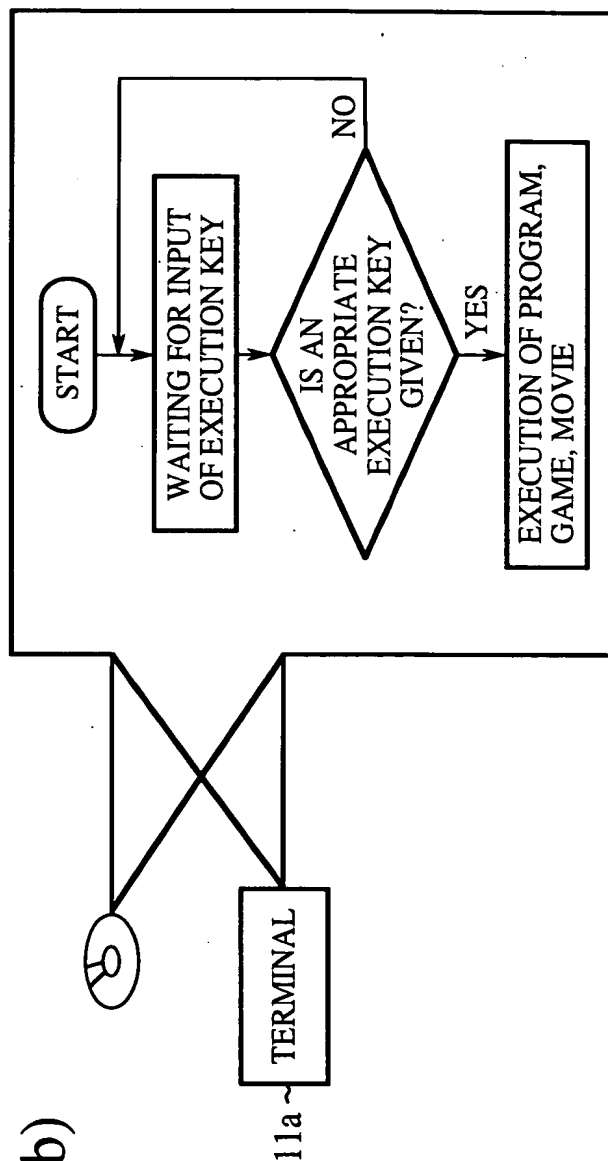 b)
11a
TERMINAL
START
WAITING FOR INPUT
OF EXECUTION KEY
IS AN
APPROPRIATE
EXECUTION KEY
GIVEN?
NO
YES
EXECUTION OF PROGRAM,
GAME, MOVIE